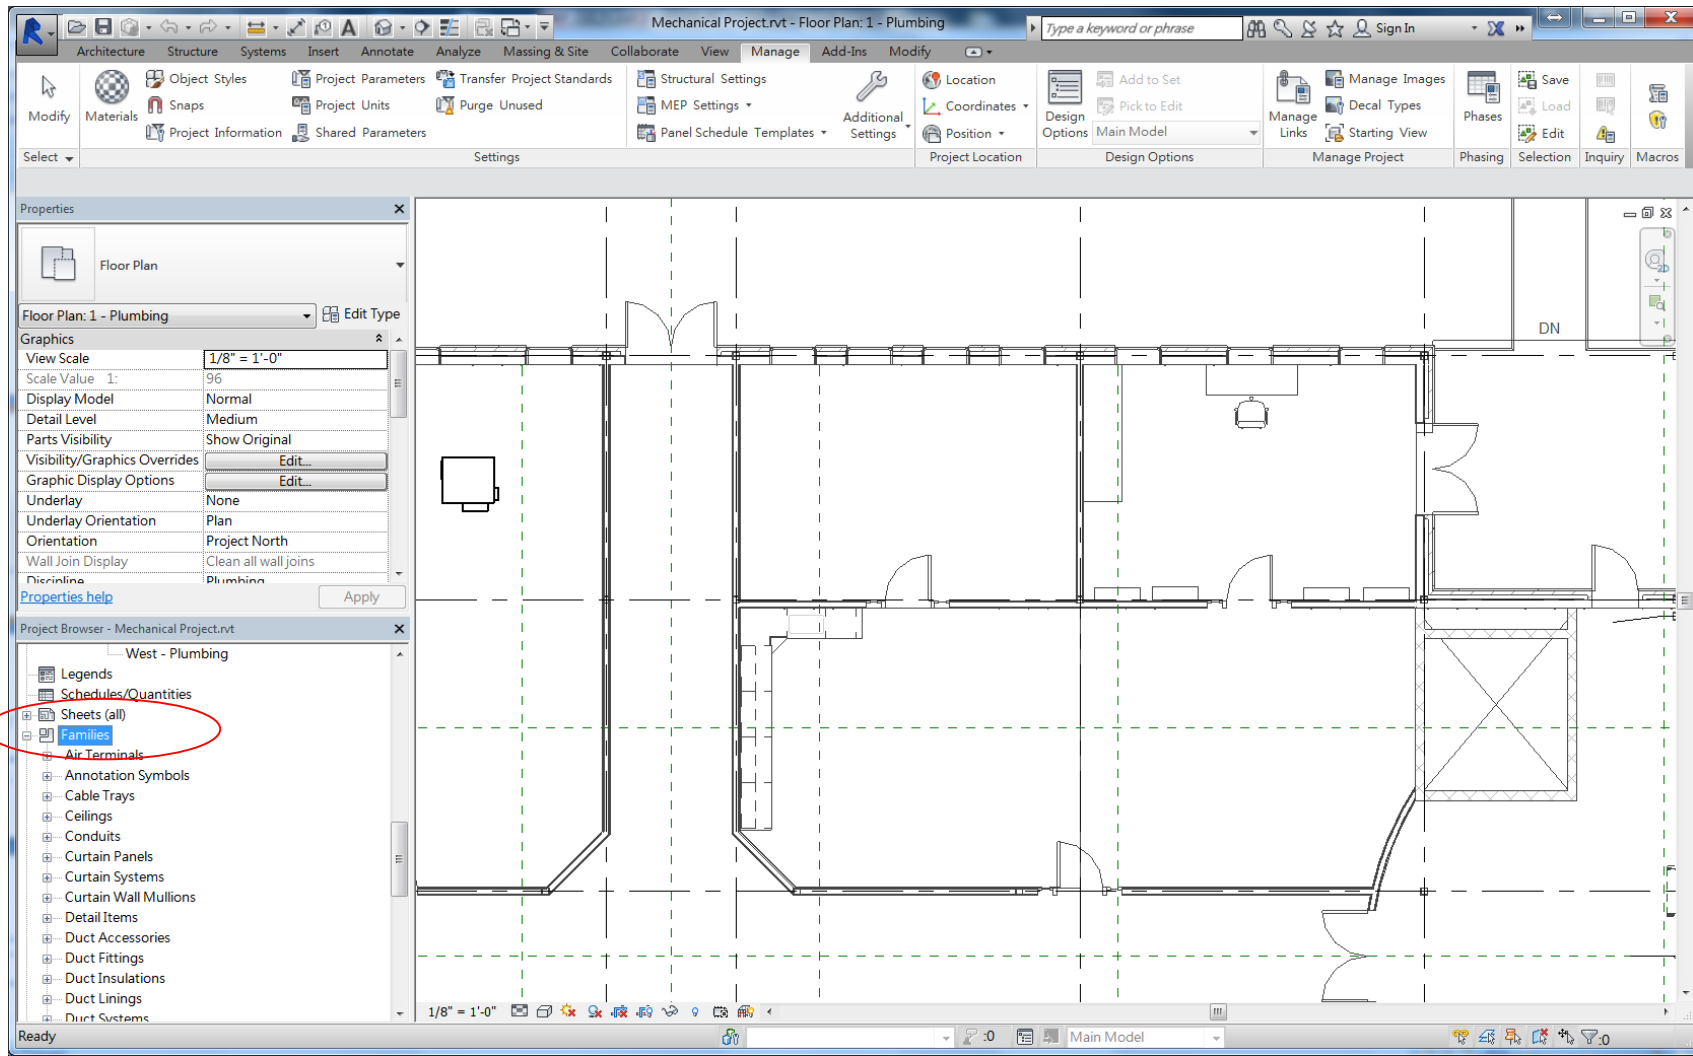 Mechanical Project.rvt - Floor Plan: 1 - Plumbing
Type a keyword or phrase
Sign In
Architecture Structure Systems Insert Annotate Analyze Massing & Site Collaborate View Manage Add-Ins Modify
Modify
Materials
Object Styles
Snaps
Project Information
Project Parameters
Project Units
Shared Parameters
Transfer Project Standards
Purge Unused
Structural Settings
MEP Settings
Panel Schedule Templates
Additional
Settings
Location
Coordinates
Position
Design
Options
Add to Set
Pick to Edit
Main Model
Manage
Links
Manage Images
Decal Types
Starting View
Phases
Save
Load
Edit
Select
Settings
Project Location
Design Options
Manage Project
Phasing
Selection
Inquiry
Macros
Properties
Floor Plan
Floor Plan: 1 - Plumbing
Edit Type
Graphics
View Scale 1/8" = 1'-0"
Scale Value 1: 96
Display Model Normal
Detail Level Medium
Parts Visibility Show Original
Visibility/Graphics Overrides Edit...
Graphic Display Options Edit...
Underlay None
Underlay Orientation Plan
Orientation Project North
Wall Join Display Clean all wall joins
Discipline Plumbing
Properties help
Apply
Project Browser - Mechanical Project.rvt
West - Plumbing
Legends
Schedules/Quantities
Sheets (all)
Families
Air Terminals
Annotation Symbols
Cable Trays
Ceilings
Conduits
Curtain Panels
Curtain Systems
Curtain Wall Mullions
Detail Items
Duct Accessories
Duct Fittings
Duct Insulations
Duct Linings
Duct Systems
2D
DN
1/8" = 1'-0"
Ready
:0
Main Model
:0